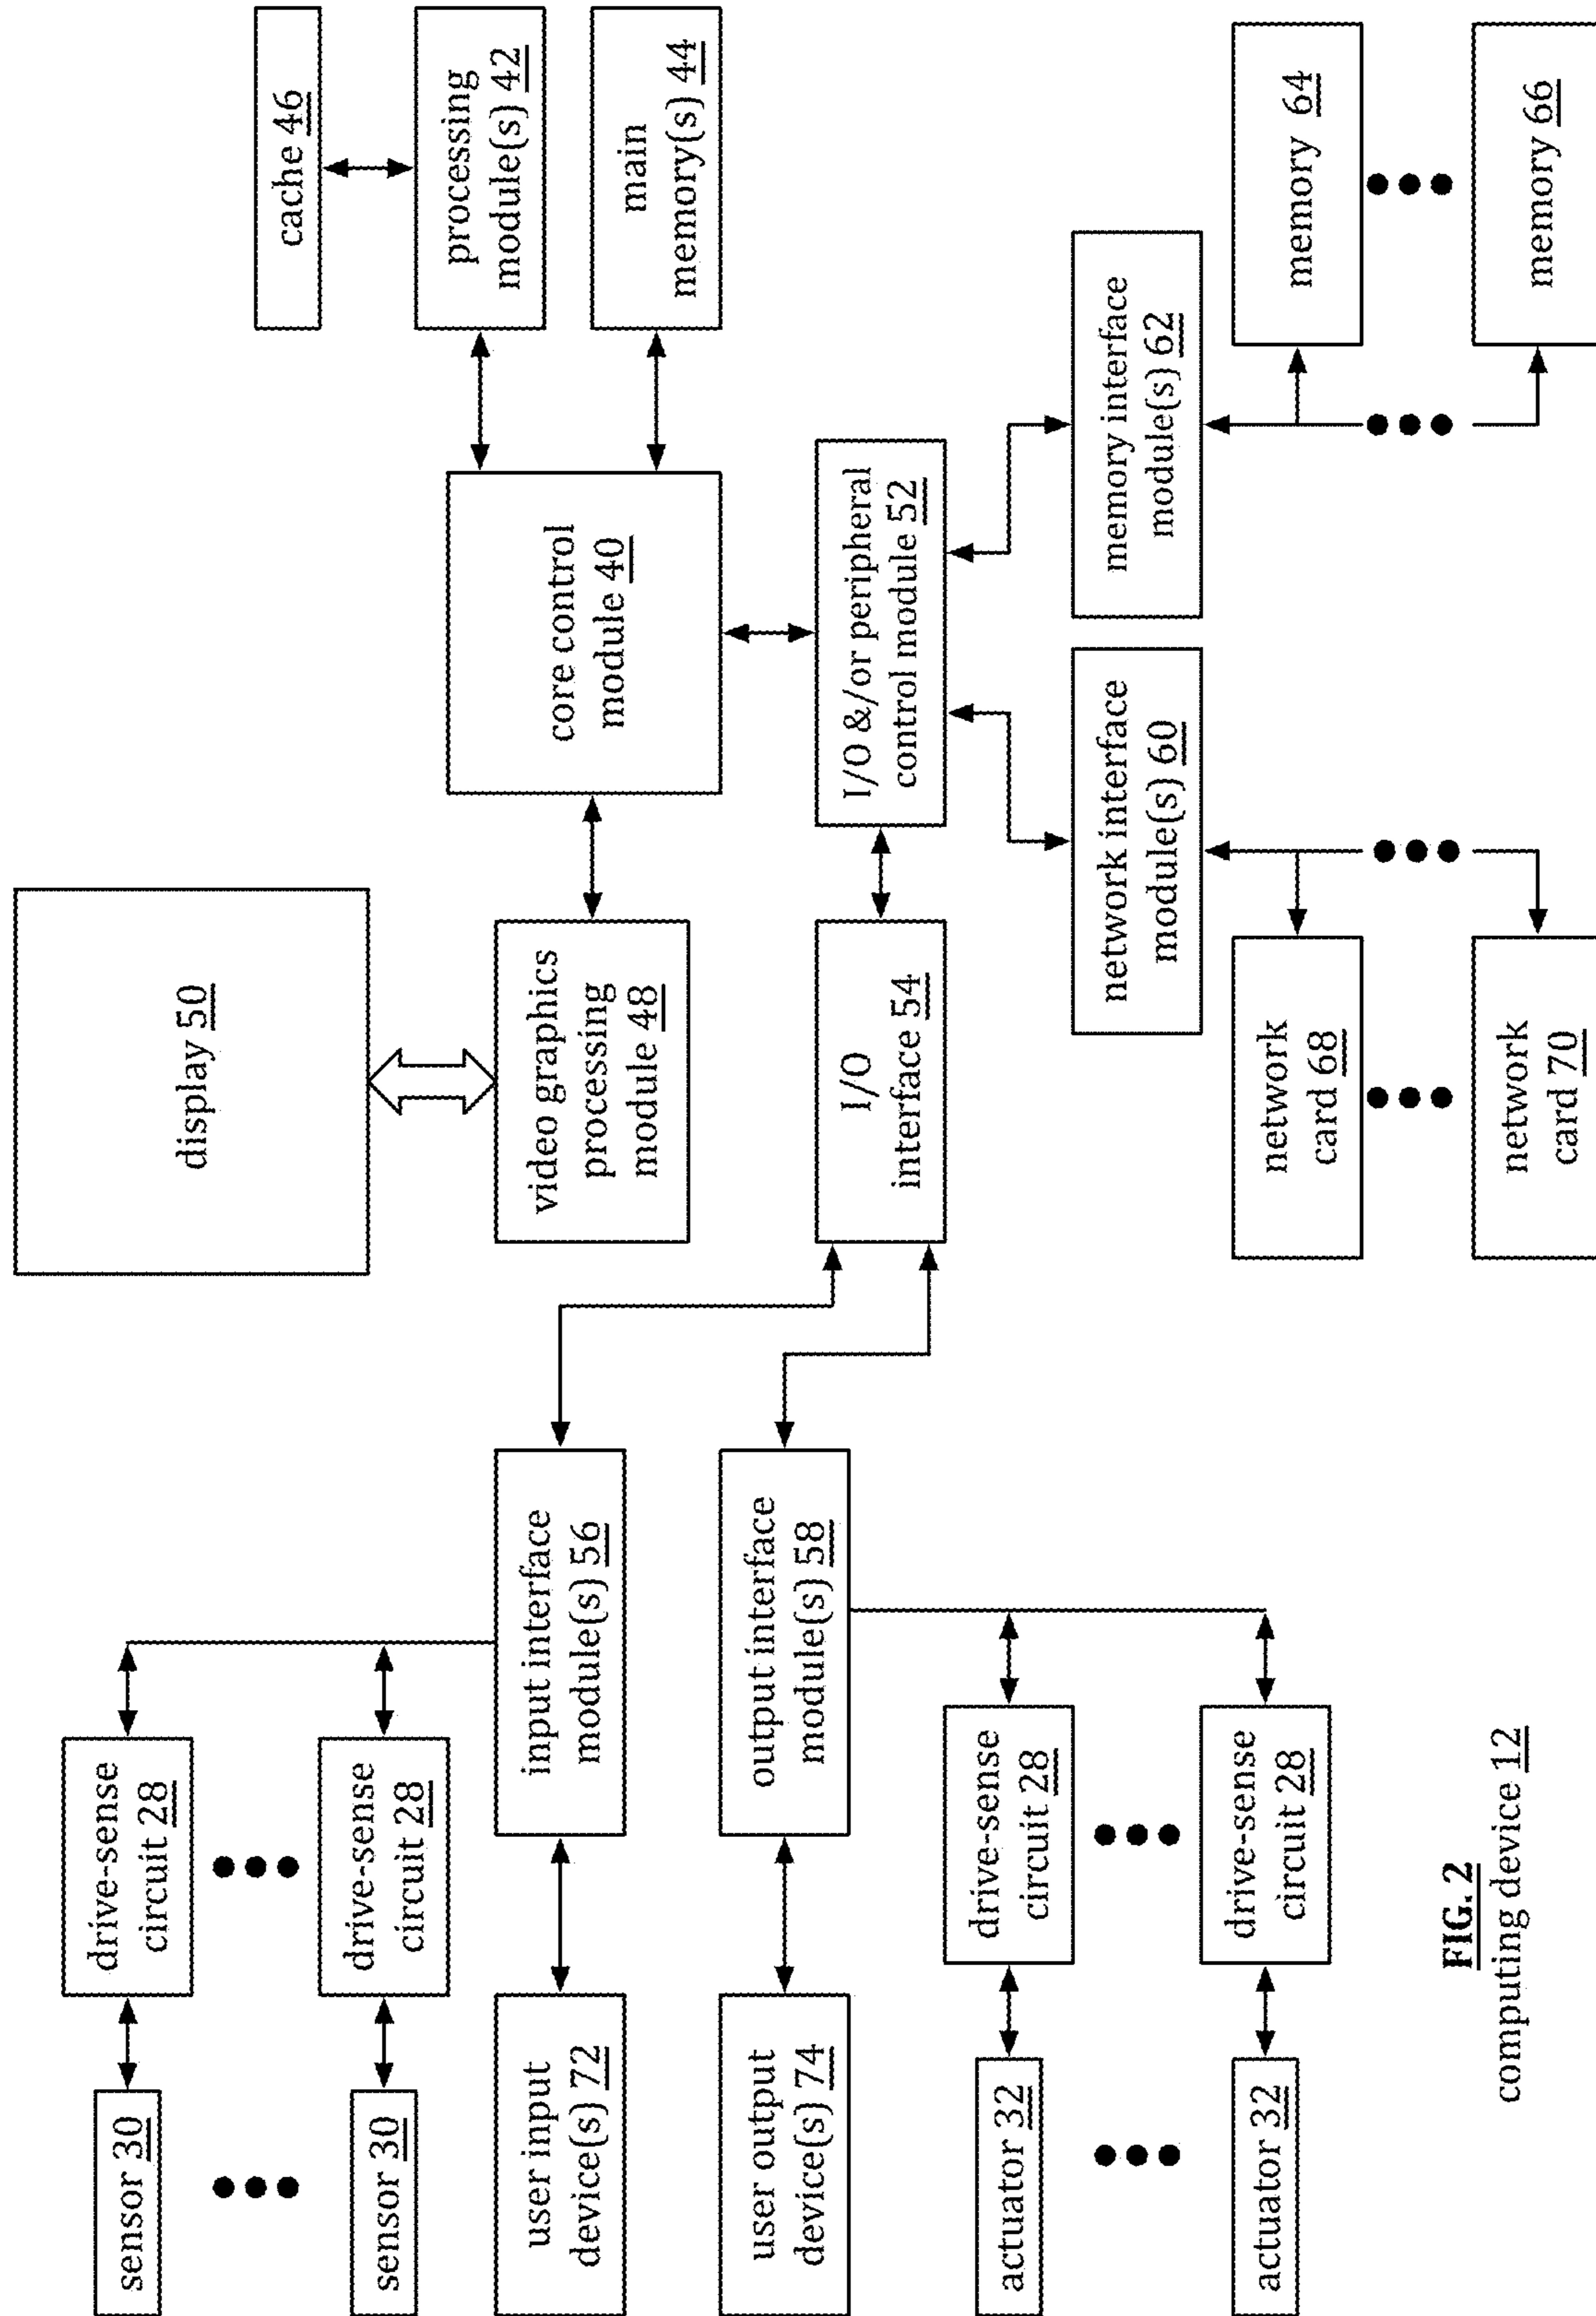 display 50
cache 46
processing
module(s) 42
main
memory(s) 44
core control
module 40
video graphics
processing
module 48
I/O &/or peripheral
control module 52
I/O
interface 54
memory interface
module(s) 62
network interface
module(s) 60
memory 64
memory 66
network
card 68
network
card 70
sensor 30
drive-sense
circuit 28
sensor 30
drive-sense
circuit 28
user input
device(s) 72
input interface
module(s) 56
user output
device(s) 74
output interface
module(s) 58
actuator 32
drive-sense
circuit 28
actuator 32
drive-sense
circuit 28
FIG. 2
computing device 12